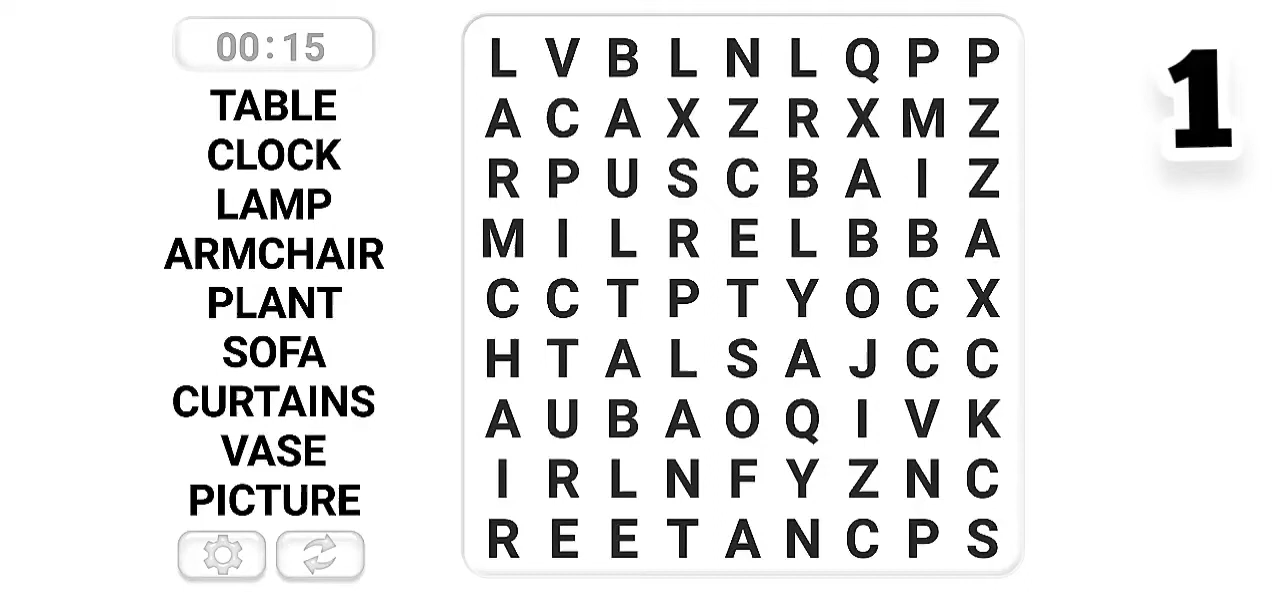 00:15
TABLE
CLOCK
LAMP
ARMCHAIR
PLANT
SOFA
CURTAINS
VASE
PICTURE
L V B L N L Q P P
A C A X Z R X M Z
R P U S C B A I Z
M I L R E L B B A
C C T P T Y O C X
H T A L S A J C C
A U B A O Q I V K
I R L N F Y Z N C
R E E T A N C P S
1